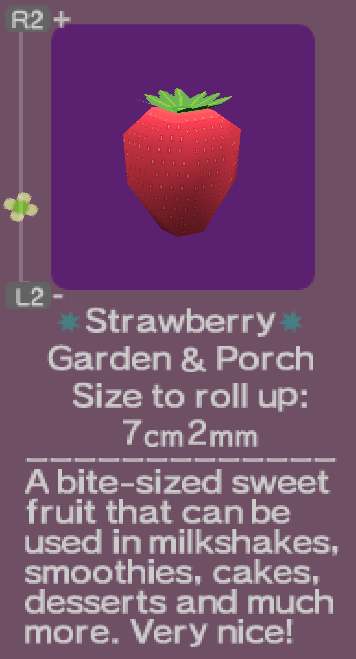 R2 +
L2 -
Strawberry
Garden & Porch
Size to roll up:
7cm2mm
A bite-sized sweet
fruit that can be
used in milkshakes,
smoothies, cakes,
desserts and much
more. Very nice!